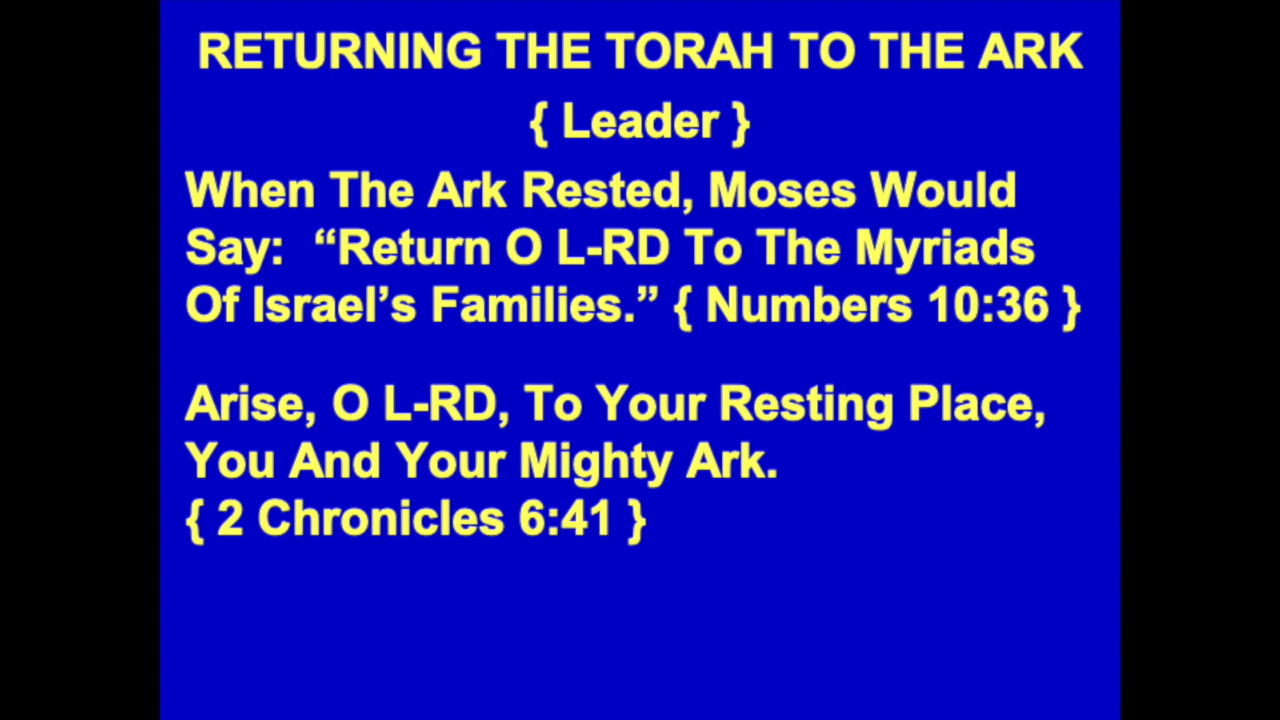 RETURNING THE TORAH TO THE ARK
{ Leader }
When The Ark Rested, Moses Would
Say:  “Return O L-RD To The Myriads
Of Israel’s Families.” { Numbers 10:36 }
Arise, O L-RD, To Your Resting Place,
You And Your Mighty Ark.
{ 2 Chronicles 6:41 }